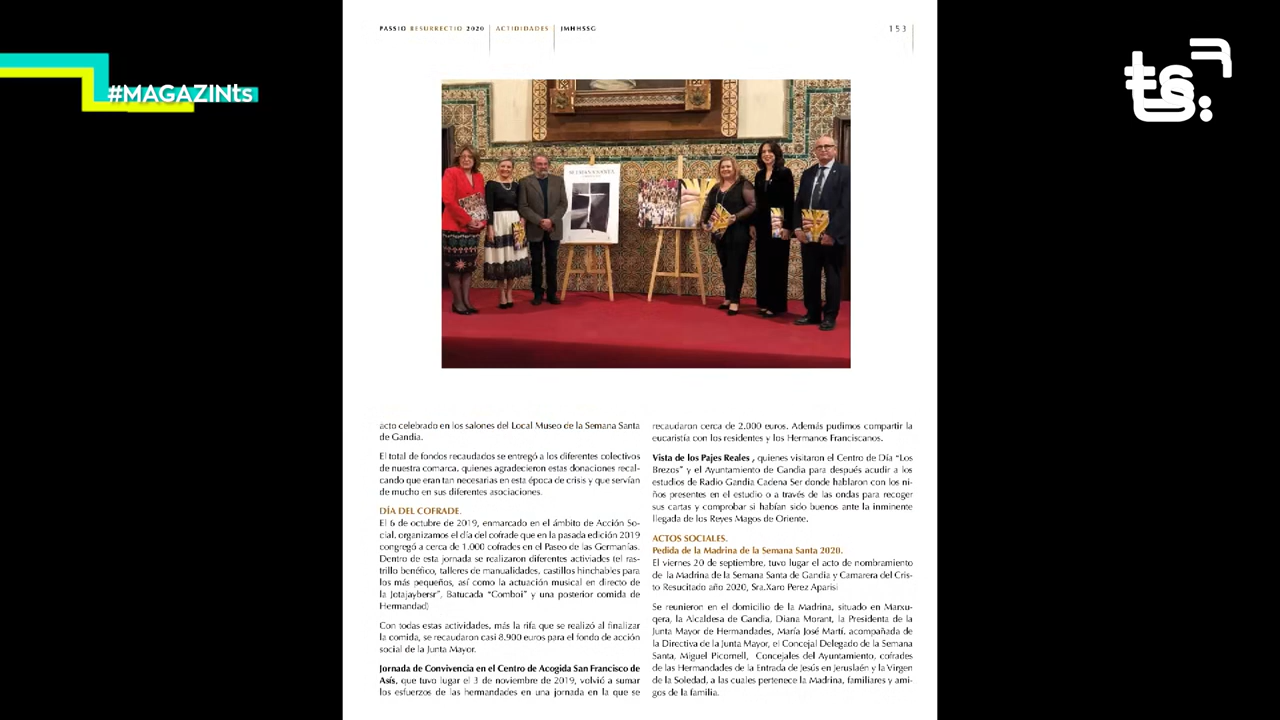 PASSIO RESURRECTIO 2020 ACTIDIDADES JMHHSSG 153
#MAGAZINts
ts
SEMANA SANTA
acto celebrado en los salones del Local Museo de la Semana Santa
de Gandia.
El total de fondos recaudados se entregó a los diferentes colectivos
de nuestra comarca, quienes agradecieron estas donaciones recal-
cando que eran tan necesarias en esta época de crisis y que servían
de mucho en sus diferentes asociaciones.
DÍA DEL COFRADE.
El 6 de octubre de 2019, enmarcado en el ámbito de Acción So-
cial, organizamos el día del cofrade que en la pasada edición 2019
congregó a cerca de 1.000 cofrades en el Paseo de las Germanías.
Dentro de esta jornada se realizaron diferentes activiades (el ras-
trillo benéfico, talleres de manualidades, castillos hinchables para
los más pequeños, así como la actuación musical en directo de
la Jotajaybersr", Batucada "Comboi" y una posterior comida de
Hermandad)
Con todas estas actividades, más la rifa que se realizó al finalizar
la comida, se recaudaron casi 8.900 euros para el fondo de acción
social de la Junta Mayor.
Jornada de Convivencia en el Centro de Acogida San Francisco de
Asís, que tuvo lugar el 3 de noviembre de 2019, volvió a sumar
los esfuerzos de las hermandades en una jornada en la que se
recaudaron cerca de 2.000 euros. Además pudimos compartir la
eucaristía con los residentes y los Hermanos Franciscanos.
Vista de los Pajes Reales , quienes visitaron el Centro de Día "Los
Brezos" y el Ayuntamiento de Gandia para después acudir a los
estudios de Radio Gandia Cadena Ser donde hablaron con los ni-
ños presentes en el estudio o a través de las ondas para recoger
sus cartas y comprobar si habían sido buenos ante la inminente
llegada de los Reyes Magos de Oriente.
ACTOS SOCIALES.
Pedida de la Madrina de la Semana Santa 2020.
El viernes 20 de septiembre, tuvo lugar el acto de nombramiento
de la Madrina de la Semana Santa de Gandia y Camarera del Cris-
to Resucitado año 2020, Sra.Xaro Perez Aparisi
Se reunieron en el domicilio de la Madrina, situado en Marxu-
qera, la Alcaldesa de Gandia, Diana Morant, la Presidenta de la
Junta Mayor de Hermandades, María José Martí, acompañada de
la Directiva de la Junta Mayor, el Concejal Delegado de la Semana
Santa, Miguel Picornell, Concejales del Ayuntamiento, cofrades
de las Hermandades de la Entrada de Jesús en Jeruslaén y la Virgen
de la Soledad, a las cuales pertenece la Madrina, familiares y ami-
gos de la familia.